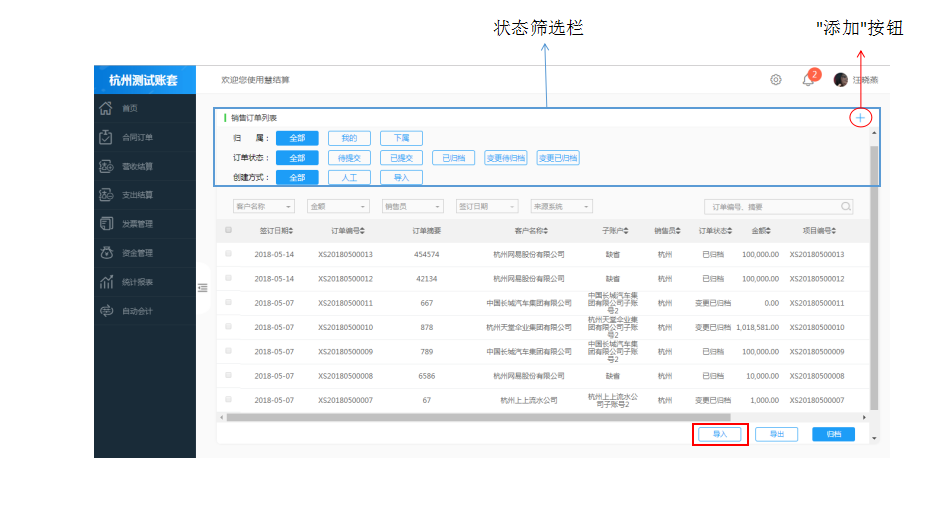 状态筛选栏 "添加"按钮
杭州测试账套 欢迎您使用慧结算 2 汪晓燕
首页
合同订单
营收结算
支出结算
发票管理
资金管理
统计报表
自动会计
销售订单列表
归 属： 全部 我的 下属
订单状态： 全部 待提交 已提交 已归档 变更待归档 变更已归档
创建方式： 全部 人工 导入
客户名称 金额 销售员 签订日期 来源系统 订单编号、摘要
签订日期 订单编号 订单摘要 客户名称 子账户 销售员 订单状态 金额 项目编号
2018-05-14 XS20180500013 454574 杭州网易股份有限公司 缺省 杭州 已归档 100,000.00 XS20180500013
2018-05-14 XS20180500012 42134 杭州网易股份有限公司 缺省 杭州 已归档 100,000.00 XS20180500012
2018-05-07 XS20180500011 667 中国长城汽车集团有限公司 中国长城汽车集团有限公司子账号2 杭州 变更已归档 0.00 XS20180500011
2018-05-07 XS20180500010 878 杭州天堂伞业集团有限公司 杭州天堂伞业集团有限公司子账号2 杭州 变更已归档 1,018,581.00 XS20180500010
2018-05-07 XS20180500009 789 中国长城汽车集团有限公司 中国长城汽车集团有限公司子账号2 杭州 已归档 100,000.00 XS20180500009
2018-05-07 XS20180500008 6586 杭州网易股份有限公司 缺省 杭州 已归档 10,000.00 XS20180500008
2018-05-07 XS20180500007 67 杭州上上流水公司 杭州上上流水公司子账号2 杭州 变更已归档 1,000.00 XS20180500007
导入 导出 归档